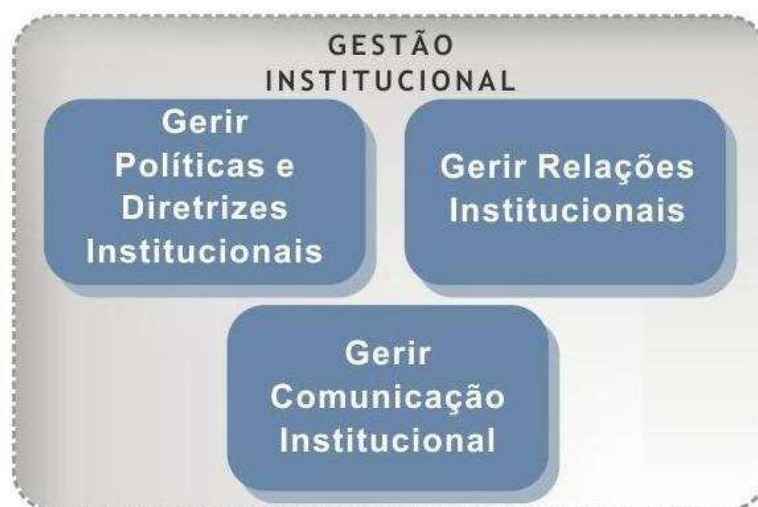 GESTÃO
INSTITUCIONAL
Gerir
Políticas e
Diretrizes
Institucionais
Gerir Relações
Institucionais
Gerir
Comunicação
Institucional